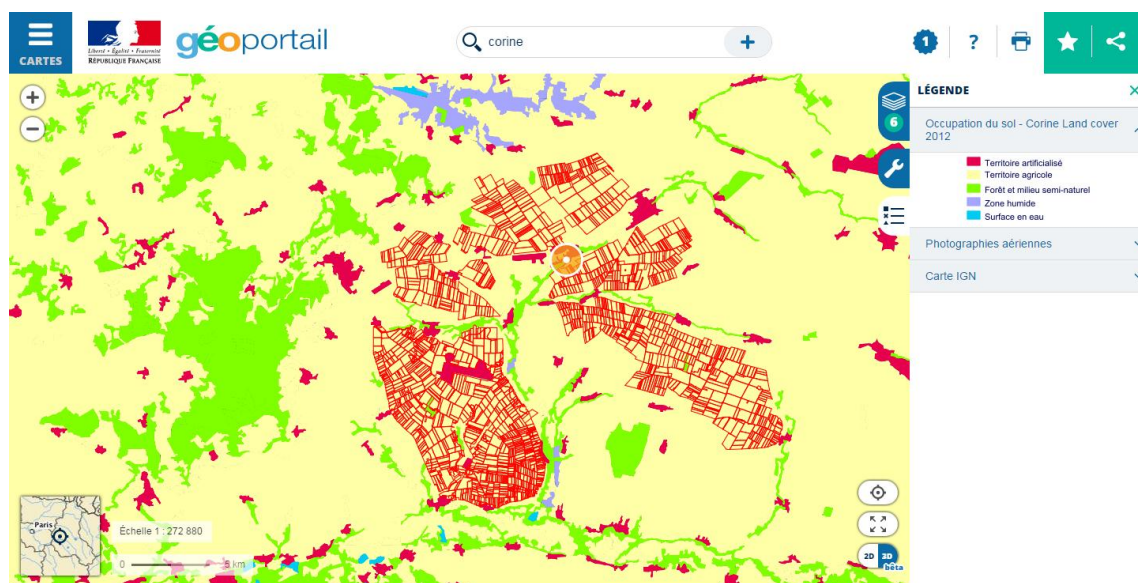 CARTES
Liberté • Égalité • Fraternité
RÉPUBLIQUE FRANÇAISE
géoportail
corine
+
1
?
+
−
6
LÉGENDE
Occupation du sol - Corine Land cover
2012
Territoire artificialisé
Territoire agricole
Forêt et milieu semi-naturel
Zone humide
Surface en eau
Photographies aériennes
Carte IGN
Paris
Échelle 1 : 272 880
0 5 km
2D 3D
bêta